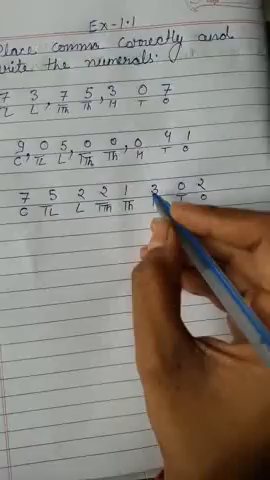 Ex-1.1
Place comma correctly and
write the numerals.
7 3, 7 5, 3 0 7
TL L TTh Th H T O
9, 0 5, 0 0, 0 4 1
C TL L TTh Th H T O
7 5 2 2 1 3 0 2
C TL L TTh Th T O